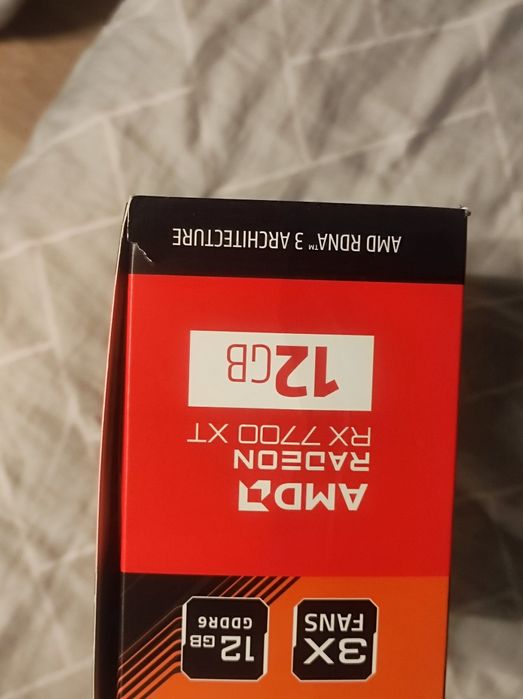 3X
FANS
12 GB
GDDR6
AMD
RADEON
RX 7700 XT
12GB
AMD RDNA™ 3 ARCHITECTURE